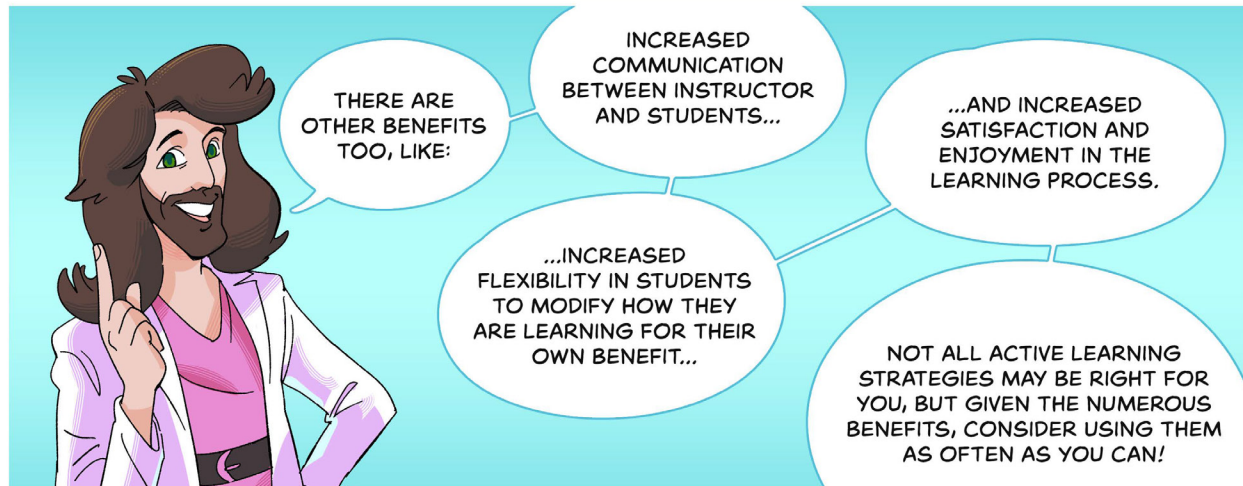 THERE ARE
OTHER BENEFITS
TOO, LIKE:
INCREASED
COMMUNICATION
BETWEEN INSTRUCTOR
AND STUDENTS...
...INCREASED
FLEXIBILITY IN STUDENTS
TO MODIFY HOW THEY
ARE LEARNING FOR THEIR
OWN BENEFIT...
...AND INCREASED
SATISFACTION AND
ENJOYMENT IN THE
LEARNING PROCESS.
NOT ALL ACTIVE LEARNING
STRATEGIES MAY BE RIGHT FOR
YOU, BUT GIVEN THE NUMEROUS
BENEFITS, CONSIDER USING THEM
AS OFTEN AS YOU CAN!